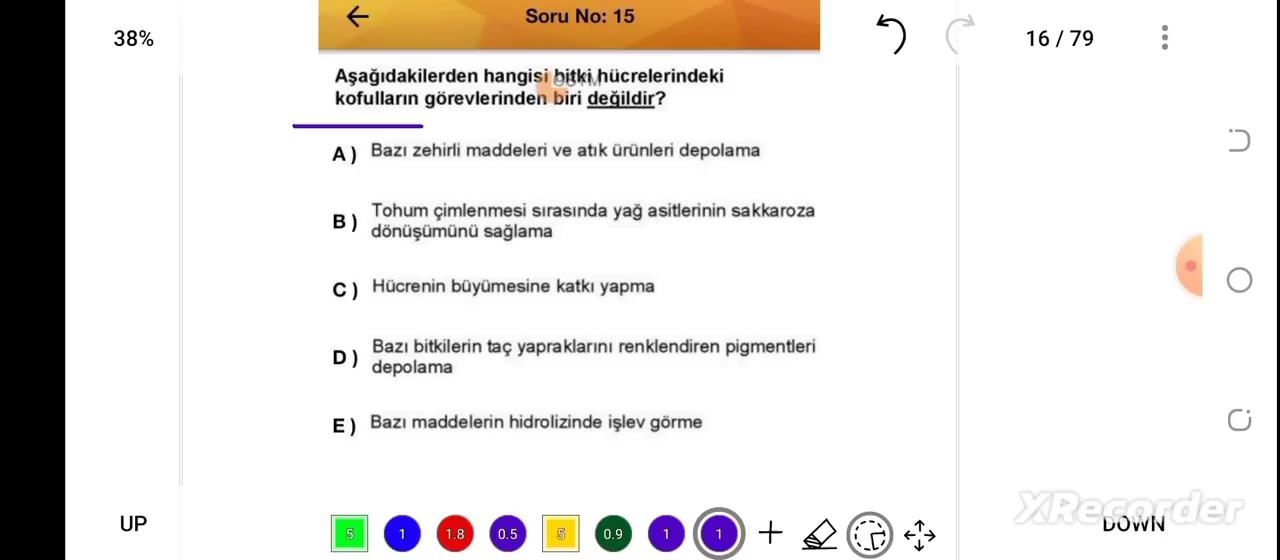 38%
Soru No: 15
16 / 79
Aşağıdakilerden hangisi bitki hücrelerindeki
kofulların görevlerinden biri değildir?
A) Bazı zehirli maddeleri ve atık ürünleri depolama
B) Tohum çimlenmesi sırasında yağ asitlerinin sakkaroza
dönüşümünü sağlama
C) Hücrenin büyümesine katkı yapma
D) Bazı bitkilerin taç yapraklarını renklendiren pigmentleri
depolama
E) Bazı maddelerin hidrolizinde işlev görme
UP
5 1 1.8 0.5 5 0.9 1 1
XRecorder
DOWN